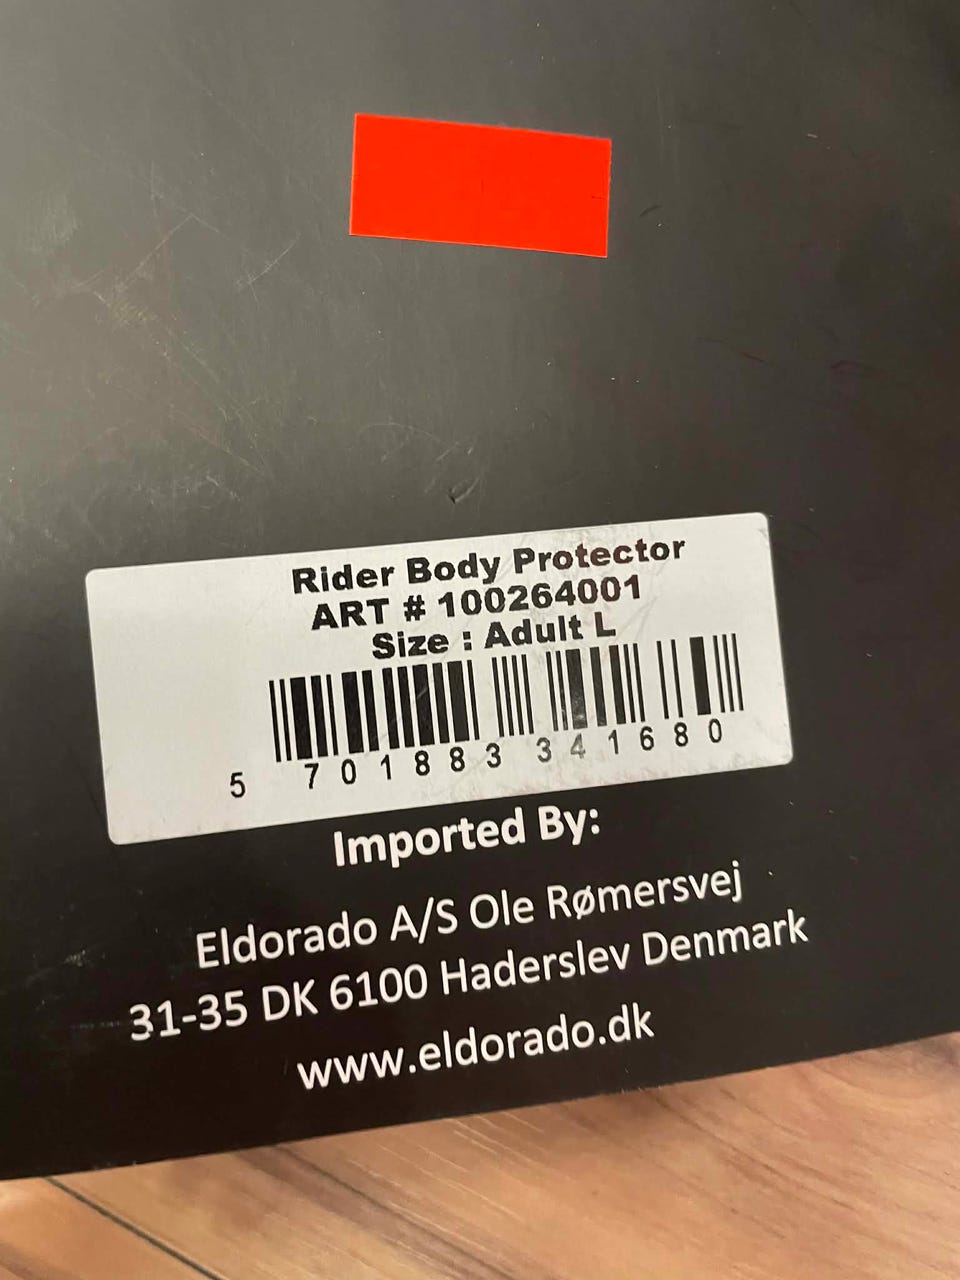 Rider Body Protector
ART # 100264001
Size : Adult L
5 701883 341680
Imported By:
Eldorado A/S Ole Rømersvej
31-35 DK 6100 Haderslev Denmark
www.eldorado.dk